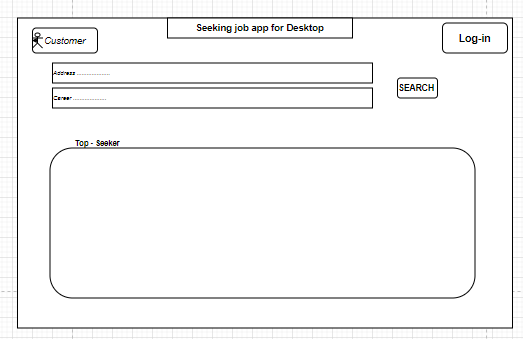 Seeking job app for Desktop
Customer
Log-in
Address ....................
Career ....................
SEARCH
Top - Seeker